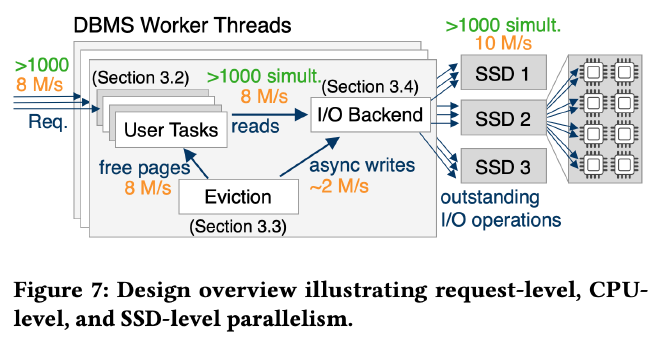 DBMS Worker Threads
>1000 simult.
10 M/s
>1000
8 M/s
Req.
(Section 3.2)
User Tasks
>1000 simult.
8 M/s
reads
(Section 3.4)
I/O Backend
free pages
8 M/s
async writes
~2 M/s
Eviction
(Section 3.3)
SSD 1
SSD 2
SSD 3
outstanding
I/O operations
Figure 7: Design overview illustrating request-level, CPU-
level, and SSD-level parallelism.